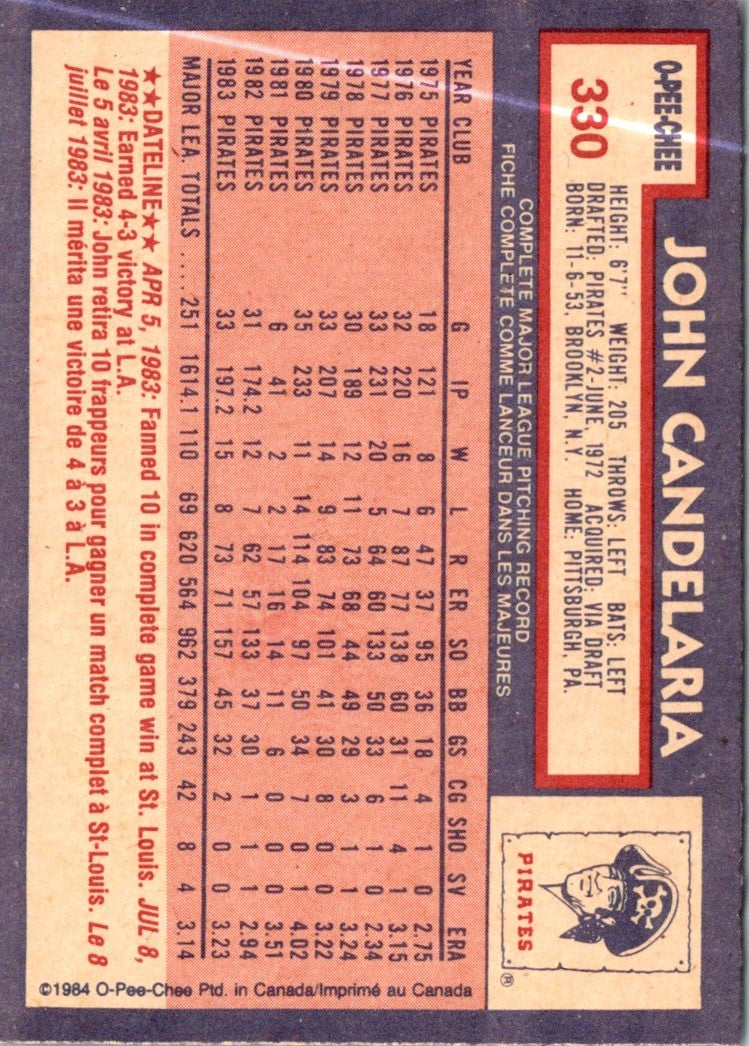 O-PEE-CHEE
330
JOHN CANDELARIA
HEIGHT: 6'7" WEIGHT: 205 THROWS: LEFT BATS: LEFT
DRAFTED: PIRATES #2-JUNE, 1972 ACQUIRED: VIA DRAFT
BORN: 11-6-53, BROOKLYN, N.Y. HOME: PITTSBURGH, PA.
PIRATES
®
COMPLETE MAJOR LEAGUE PITCHING RECORD
FICHE COMPLETE COMME LANCEUR DANS LES MAJEURES
YEAR CLUB G IP W L R ER SO BB GS CG SHO SV ERA
1975 PIRATES 18 121 8 6 47 37 95 36 18 4 1 0 2.75
1976 PIRATES 32 220 16 7 87 77 138 60 31 11 4 1 3.15
1977 PIRATES 33 231 20 5 64 60 133 50 33 6 1 0 2.34
1978 PIRATES 30 189 12 11 73 68 44 49 29 3 1 1 3.24
1979 PIRATES 33 207 14 9 83 74 101 41 30 8 0 0 3.22
1980 PIRATES 35 233 11 14 114 104 97 50 34 7 0 1 4.02
1981 PIRATES 6 41 2 2 17 16 14 11 6 0 0 0 3.51
1982 PIRATES 31 174.2 12 7 62 57 133 37 30 1 1 1 2.94
1983 PIRATES 33 197.2 15 8 73 71 157 45 32 2 0 0 3.23
MAJOR LEA. TOTALS .... 251 1614.1 110 69 620 564 962 379 243 42 8 4 3.14
★★DATELINE★★ APR 5, 1983: Fanned 10 in complete game win at St. Louis. JUL 8,
1983: Earned 4-3 victory at L.A.
Le 5 avril 1983: John retira 10 frappeurs pour gagner un match complet à St-Louis. Le 8
juillet 1983: Il mérita une victoire de 4 à 3 à L.A.
©1984 O-Pee-Chee Ptd. in Canada/Imprimé au Canada